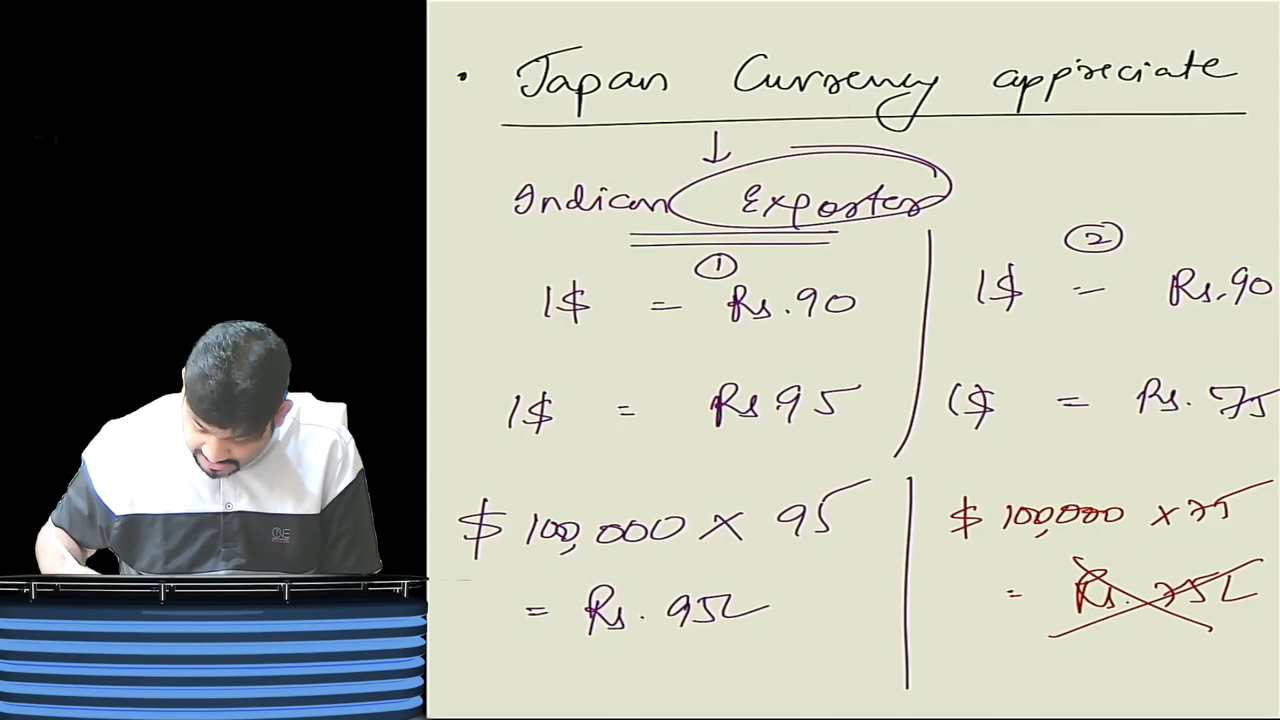 • Japan Currency appreciate
↓
Indian Exporter
①
1$ = Rs.90
1$ = Rs.95
$ 100,000 × 95
= Rs. 95L
②
1$ = Rs.90
1$ = Rs. 75
$ 100,000 × 75
= Rs. 75L